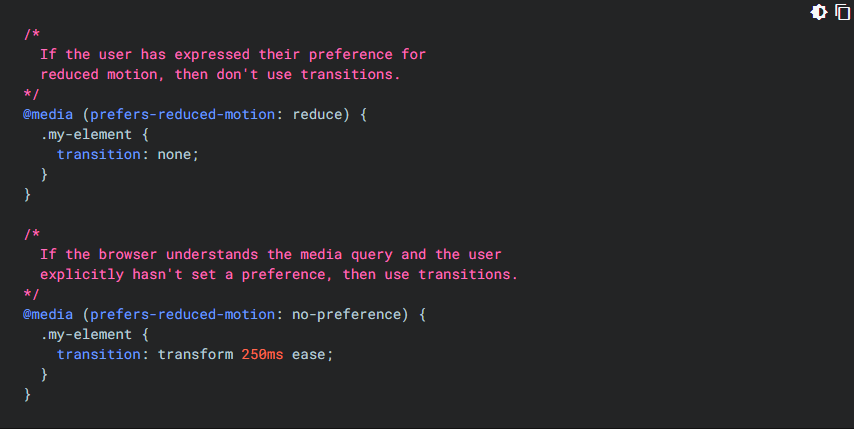 /*
  If the user has expressed their preference for
  reduced motion, then don't use transitions.
*/
@media (prefers-reduced-motion: reduce) {
  .my-element {
    transition: none;
  }
}

/*
  If the browser understands the media query and the user
  explicitly hasn't set a preference, then use transitions.
*/
@media (prefers-reduced-motion: no-preference) {
  .my-element {
    transition: transform 250ms ease;
  }
}